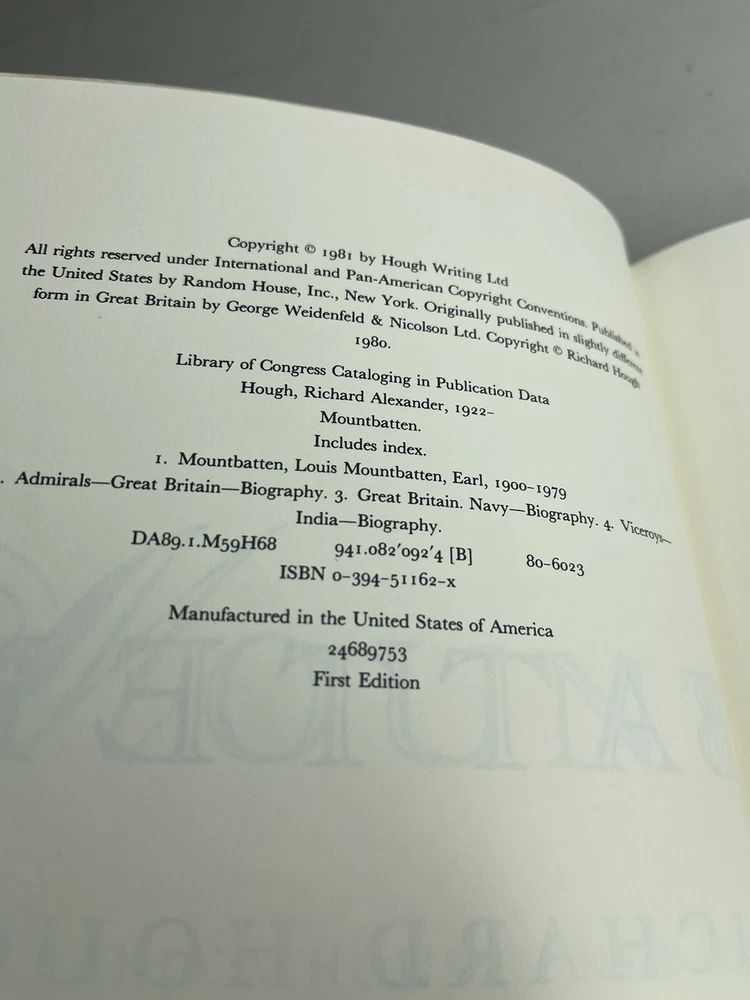 Copyright © 1981 by Hough Writing Ltd
All rights reserved under International and Pan-American Copyright Conventions. Published in
the United States by Random House, Inc., New York. Originally published in slightly different
form in Great Britain by George Weidenfeld & Nicolson Ltd. Copyright © Richard Hough
1980.
Library of Congress Cataloging in Publication Data
Hough, Richard Alexander, 1922–
Mountbatten.
Includes index.
1. Mountbatten, Louis Mountbatten, Earl, 1900–1979
. Admirals—Great Britain—Biography. 3. Great Britain. Navy—Biography. 4. Viceroys—
India—Biography.
DA89.1.M59H68 941.082′092′4 [B] 80–6023
ISBN 0–394–51162–x
Manufactured in the United States of America
24689753
First Edition